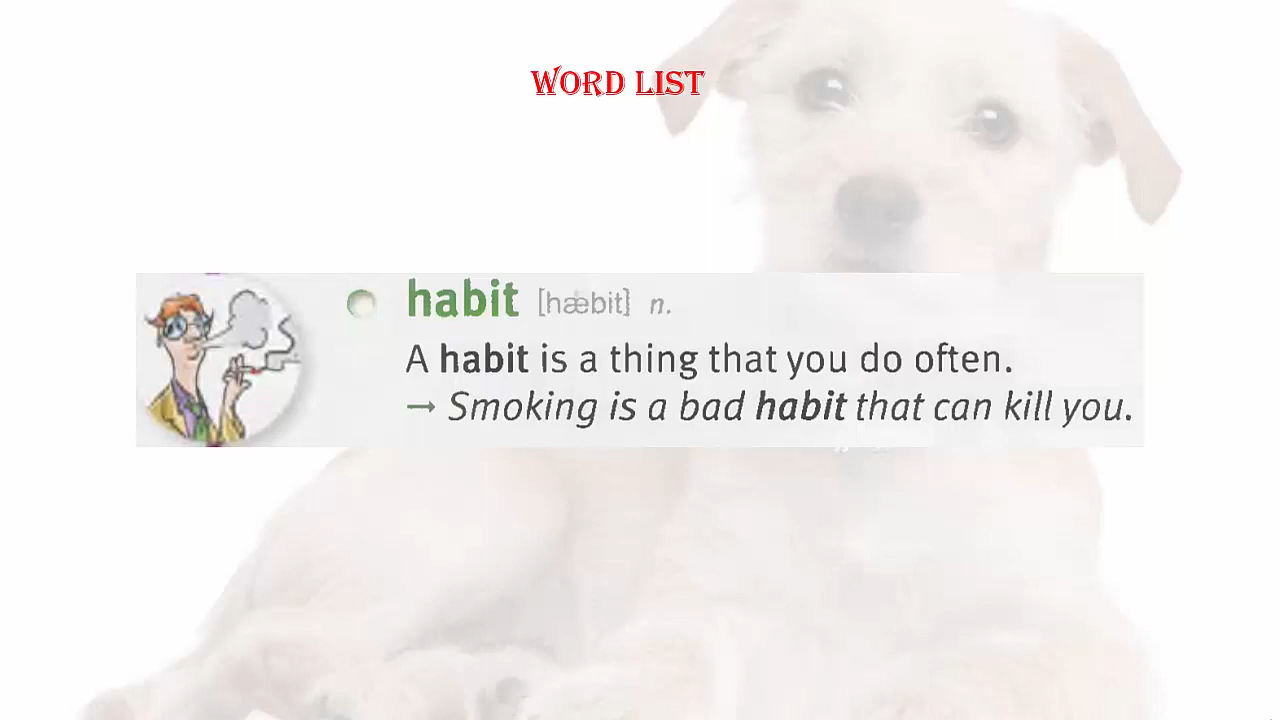 WORD LIST
habit [hæbit] n.
A habit is a thing that you do often.
→ Smoking is a bad habit that can kill you.